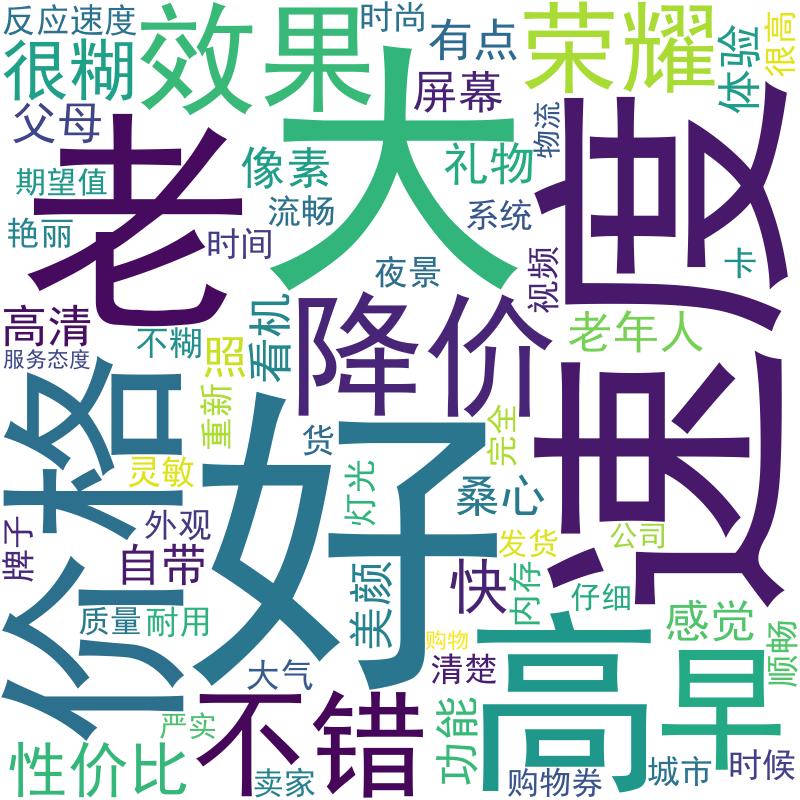 反应速度
效果
时尚
有点
荣耀
很高
很糊
屏幕
体验
父母
老
大
速度
物流
像素
礼物
期望值
流畅
系统
艳丽
时间
夜景
视频
卡
高清
不糊
照
看机
降价
老年人
服务态度
价格
重新
好
货
完全
灵敏
灯光
桑心
牌子
外观
发货
公司
自带
美颜
快
内存
仔细
质量
耐用
感觉
购物
高
早
顺畅
大气
清楚
不错
功能
严实
性价比
卖家
购物券
城市
时候